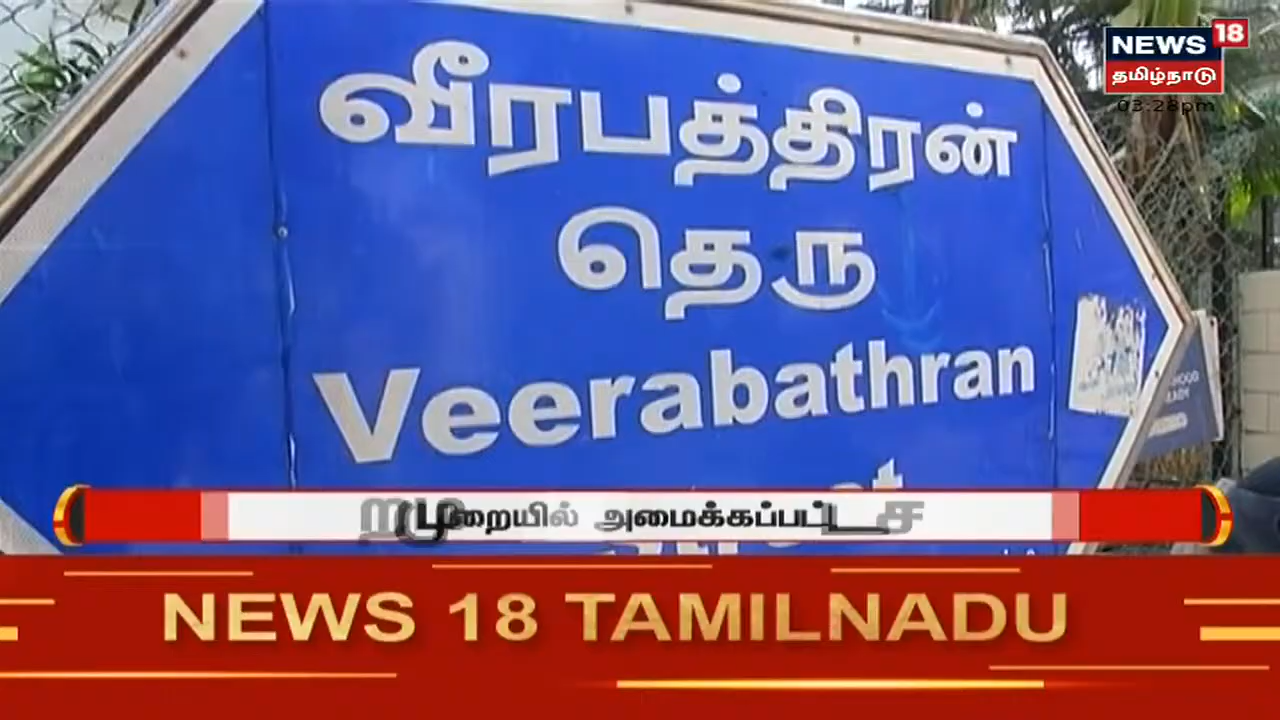 NEWS 18
தமிழ்நாடு
03:28pm
வீரபத்திரன்
தெரு
Veerabathran
அமைக்கப்பட்ட
NEWS 18 TAMILNADU